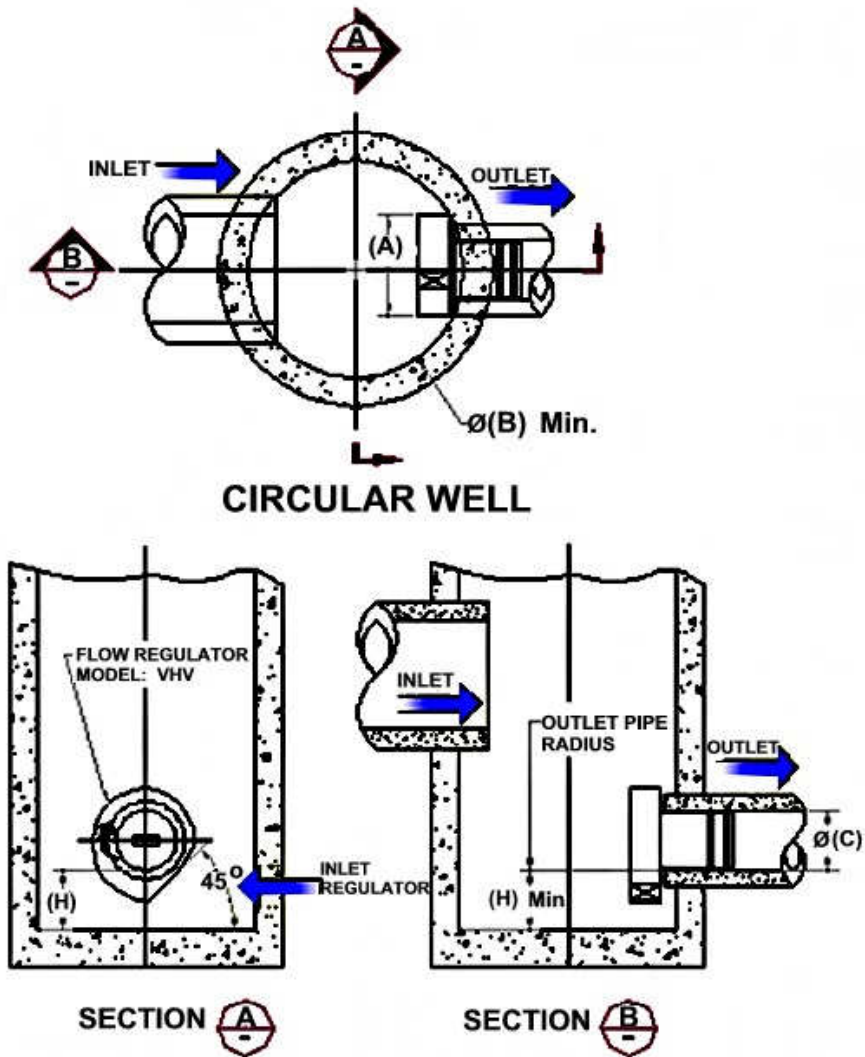 A
-
INLET
OUTLET
(A)
B
-
Ø(B) Min.
CIRCULAR WELL
FLOW REGULATOR
MODEL: VHV
(H)
45°
INLET
REGULATOR
SECTION A
-
INLET
OUTLET PIPE
RADIUS
OUTLET
Ø(C)
(H) Min
SECTION B
-